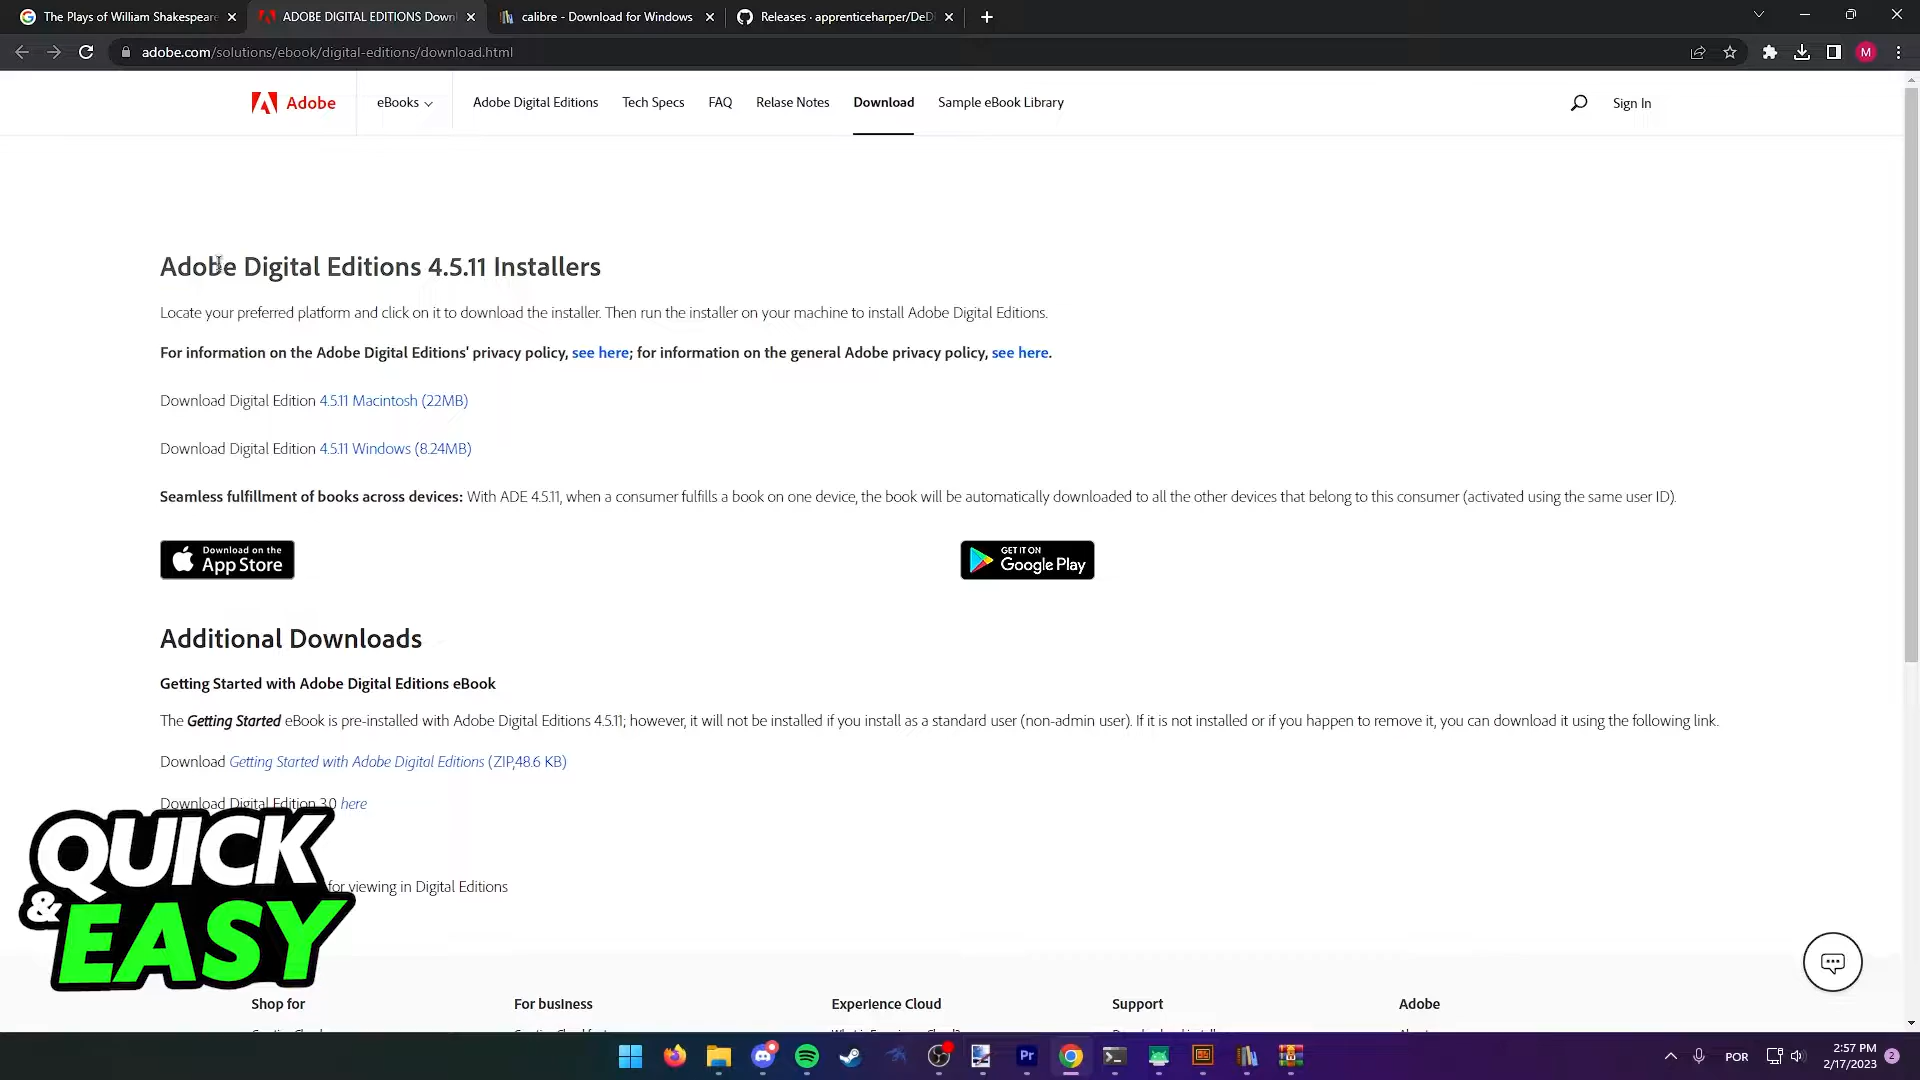 The Plays of William Shakespeare
ADOBE DIGITAL EDITIONS Down
calibre - Download for Windows
Releases · apprenticeharper/DeD
adobe.com/solutions/ebook/digital-editions/download.html
M
Adobe
eBooks
Adobe Digital Editions
Tech Specs
FAQ
Relase Notes
Download
Sample eBook Library
Sign In
Adobe Digital Editions 4.5.11 Installers
Locate your preferred platform and click on it to download the installer. Then run the installer on your machine to install Adobe Digital Editions.
For information on the Adobe Digital Editions' privacy policy, see here; for information on the general Adobe privacy policy, see here.
Download Digital Edition 4.5.11 Macintosh (22MB)
Download Digital Edition 4.5.11 Windows (8.24MB)
Seamless fulfillment of books across devices: With ADE 4.5.11, when a consumer fulfills a book on one device, the book will be automatically downloaded to all the other devices that belong to this consumer (activated using the same user ID).
Download on the
App Store
GET IT ON
Google Play
Additional Downloads
Getting Started with Adobe Digital Editions eBook
The Getting Started eBook is pre-installed with Adobe Digital Editions 4.5.11; however, it will not be installed if you install as a standard user (non-admin user). If it is not installed or if you happen to remove it, you can download it using the following link.
Download Getting Started with Adobe Digital Editions (ZIP,48.6 KB)
Download Digital Edition 3.0 here
for viewing in Digital Editions
QUICK
& EASY
Shop for
For business
Experience Cloud
Support
Adobe
Pr
POR
2:57 PM
2/17/2023
2